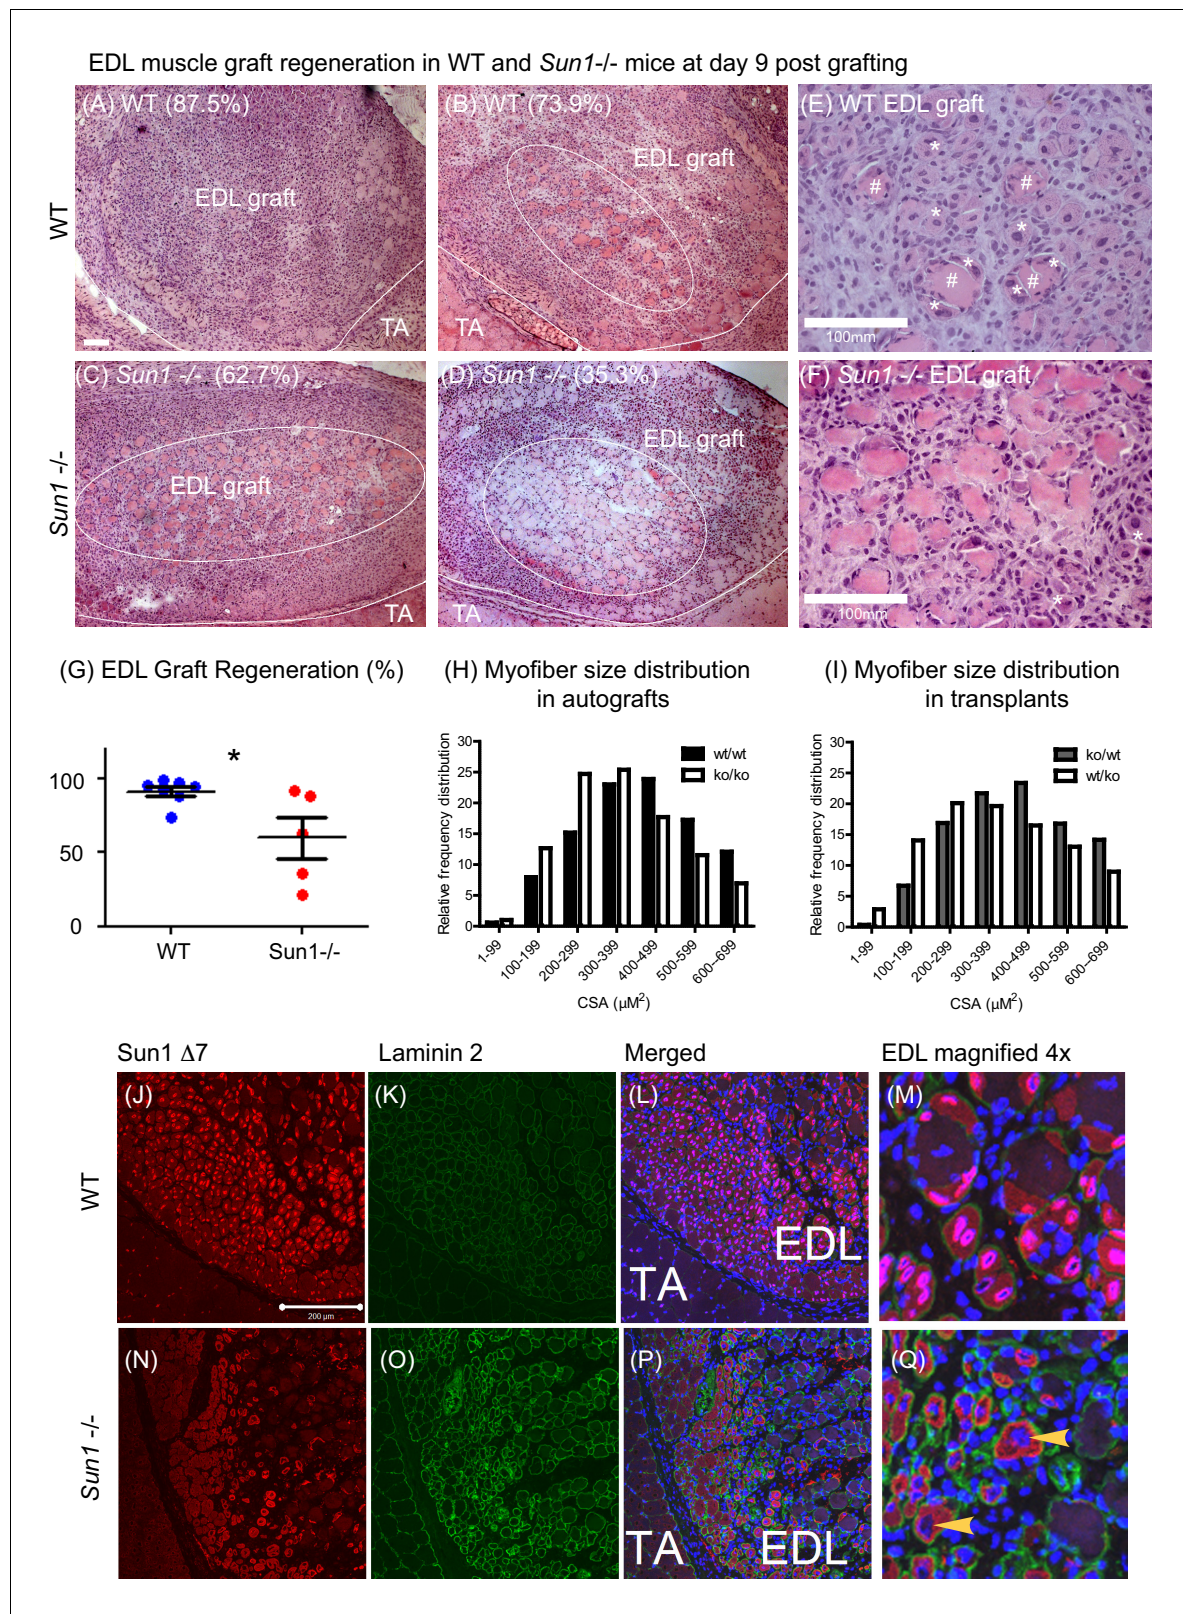 EDL muscle graft regeneration in WT and Sun1-/- mice at day 9 post grafting
WT
(A) WT (87.5%)
EDL graft
TA
(B) WT (73.9%)
EDL graft
TA
(E) WT EDL graft
*
#
#
*
*
*
*
#
#
*
*
100mm
Sun1 -/-
(C) Sun1 -/- (62.7%)
EDL graft
TA
(D) Sun1 -/- (35.3%)
EDL graft
TA
(F) Sun1 -/- EDL graft
*
*
100mm
(G) EDL Graft Regeneration (%)
*
100
50
0
WT
Sun1-/-
(H) Myofiber size distribution
in autografts
Relative frequency distribution
30
25
20
15
10
5
0
wt/wt
ko/ko
1-99
100-199
200-299
300-399
400-499
500-599
600–699
CSA (µM²)
(I) Myofiber size distribution
in transplants
Relative frequency distribution
30
25
20
15
10
5
0
ko/wt
wt/ko
1-99
100-199
200-299
300-399
400-499
500-599
600–699
CSA (µM²)
Sun1 Δ7
Laminin 2
Merged
EDL magnified 4x
WT
(J)
200 µm
(K)
(L)
EDL
TA
(M)
Sun1 -/-
(N)
(O)
(P)
TA
EDL
(Q)